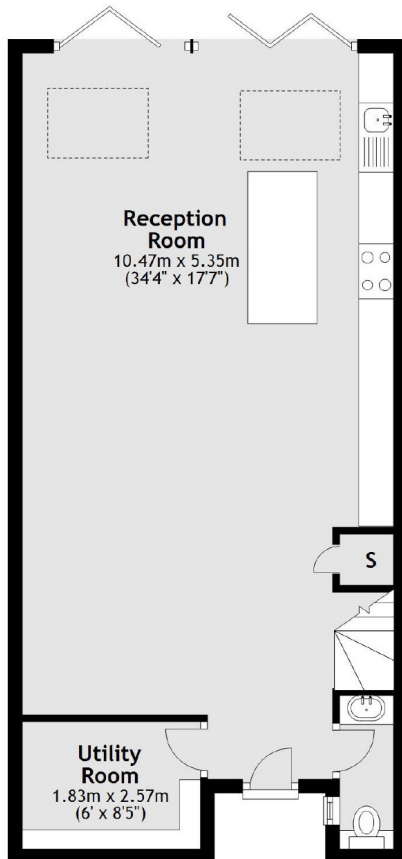 Reception
Room
10.47m x 5.35m
(34'4" x 17'7")
S
Utility
Room
1.83m x 2.57m
(6' x 8'5")